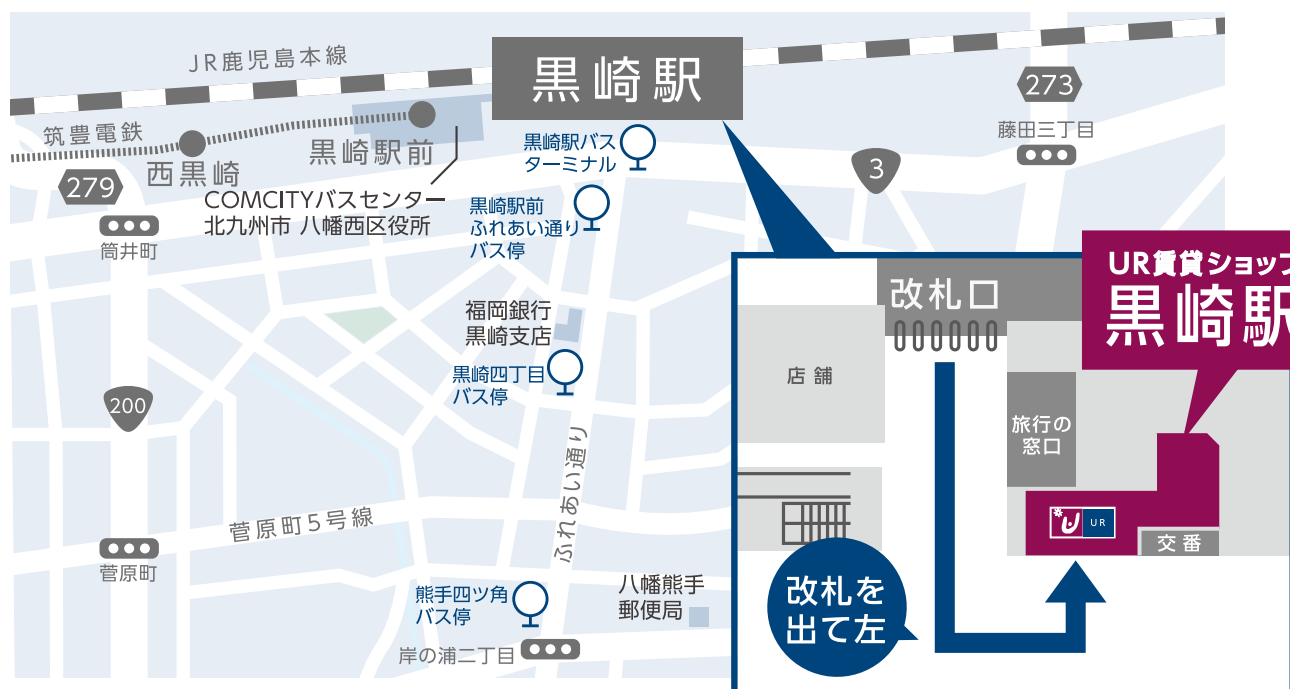 JR鹿児島本線
黒崎駅
273
筑豊電鉄
黒崎駅前
黒崎駅バス
ターミナル
藤田三丁目
西黒崎
3
279
COMCITYバスセンター
北九州市 八幡西区役所
黒崎駅前
ふれあい通り
バス停
筒井町
UR賃貸ショップ
黒崎駅
改札口
福岡銀行
黒崎支店
店舗
黒崎四丁目
バス停
200
旅行の
窓口
ふれあい通り
菅原町5号線
UR
交番
菅原町
改札を
出て左
熊手四ツ角
バス停
八幡熊手
郵便局
岸の浦二丁目